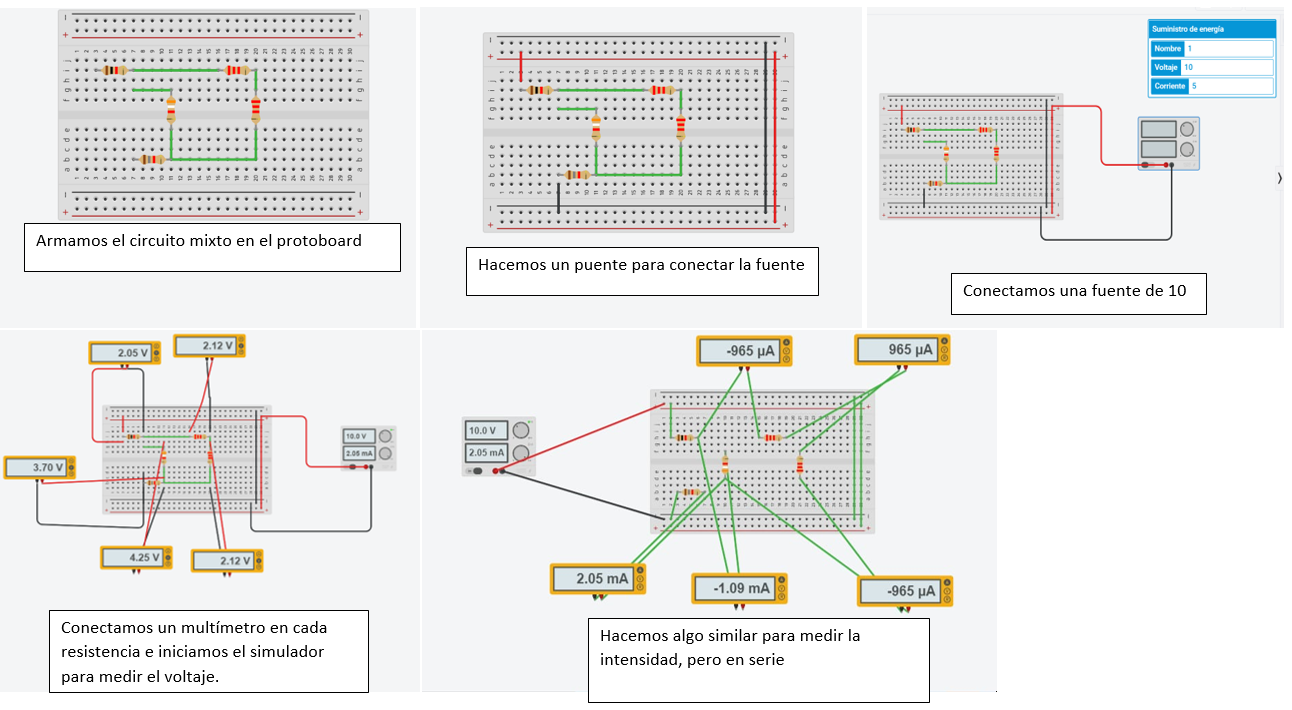 Armamos el circuito mixto en el protoboard
Hacemos un puente para conectar la fuente
Suministro de energía
Nombre 1
Voltaje 10
Corriente 5
Conectamos una fuente de 10
2.05 V
2.12 V
3.70 V
10.0 V
2.05 mA
4.25 V
2.12 V
Conectamos un multímetro en cada
resistencia e iniciamos el simulador
para medir el voltaje.
-965 µA
965 µA
10.0 V
2.05 mA
2.05 mA
-1.09 mA
-965 µA
Hacemos algo similar para medir la
intensidad, pero en serie